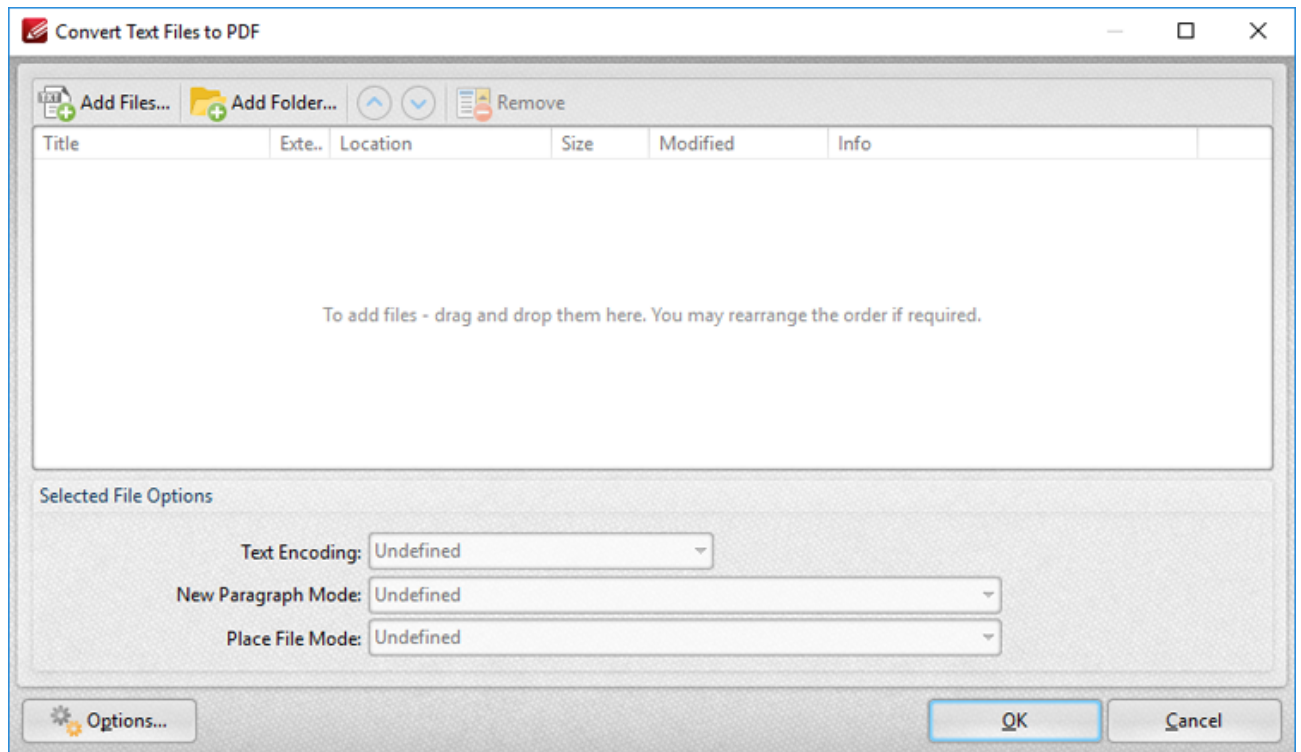 Convert Text Files to PDF
Add Files... Add Folder... Remove
Title Exte.. Location Size Modified Info
To add files - drag and drop them here. You may rearrange the order if required.
Selected File Options
Text Encoding: Undefined
New Paragraph Mode: Undefined
Place File Mode: Undefined
Options... OK Cancel